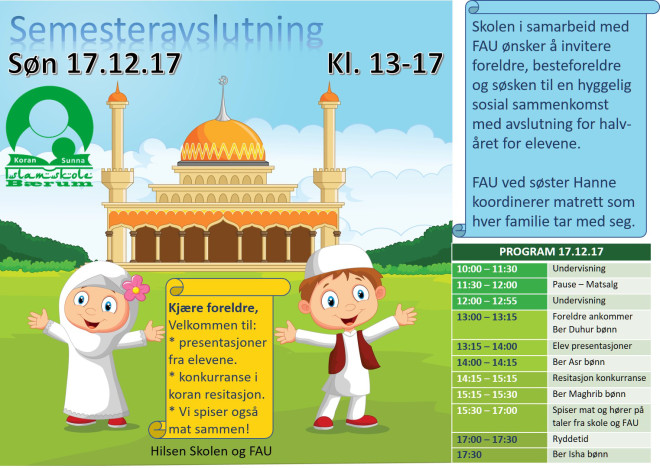 Semesteravslutning
Søn 17.12.17
Kl. 13-17
Koran Sunna
Islamskole
Bærum
Kjære foreldre,
Velkommen til:
* presentasjoner
fra elevene.
* konkurranse i
koran resitasjon.
* Vi spiser også
mat sammen!
Hilsen Skolen og FAU
Skolen i samarbeid med
FAU ønsker å invitere
foreldre, besteforeldre
og søsken til en hyggelig
sosial sammenkomst
med avslutning for halv-
året for elevene.
FAU ved søster Hanne
koordinerer matrett som
hver familie tar med seg.
PROGRAM 17.12.17
10:00 – 11:30 Undervisning
11:30 – 12:00 Pause – Matsalg
12:00 – 12:55 Undervisning
13:00 – 13:15 Foreldre ankommer
Ber Duhur bønn
13:15 – 14:00 Elev presentasjoner
14:00 – 14:15 Ber Asr bønn
14:15 – 15:15 Resitasjon konkurranse
15:15 – 15:30 Ber Maghrib bønn
15:30 – 17:00 Spiser mat og hører på
taler fra skole og FAU
17:00 – 17:30 Ryddetid
17:30 Ber Isha bønn